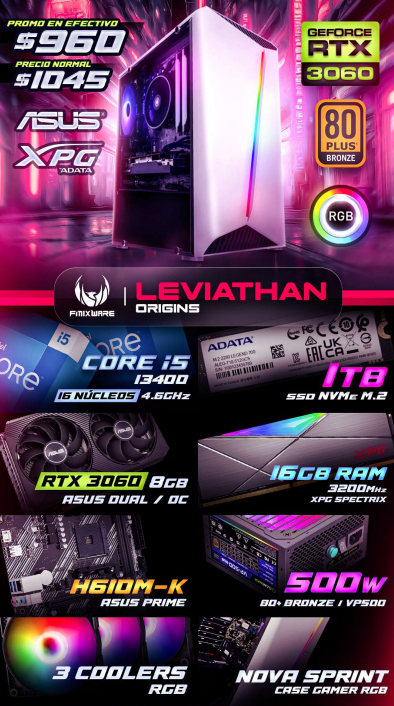 PROMO EN EFECTIVO
$960
PRECIO NORMAL
$1045
ASUS
XPG
ADATA
GEFORCE
RTX
3060
80
PLUS
BRONZE
RGB
FNIXWARE
LEVIATHAN
ORIGINS
i5
CORE i5
13400
16 NÚCLEOS / 4.6GHz
ADATA
1TB
SSD NVMe M.2
RTX 3060 8GB
ASUS DUAL / OC
XPG
16GB RAM
3200MHz
XPG SPECTRIX
H610M-K
ASUS PRIME
500W
80+ BRONZE / VP500
3 COOLERS
RGB
NOVA SPRINT
CASE GAMER RGB